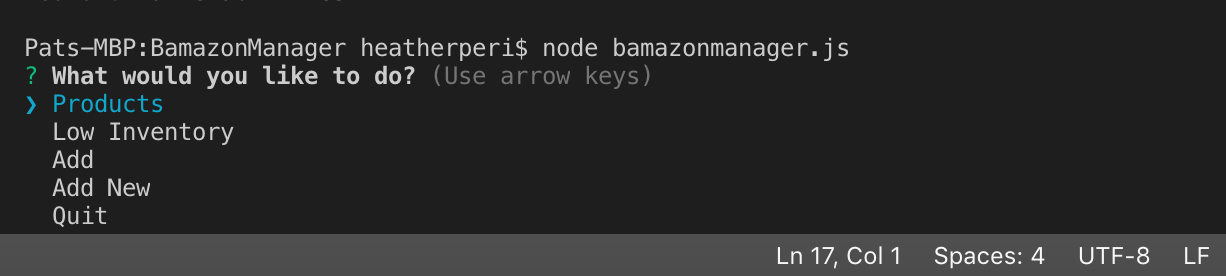 Pats-MBP:BamazonManager heatherperi$ node bamazonmanager.js
? What would you like to do? (Use arrow keys)
❯ Products
Low Inventory
Add
Add New
Quit
Ln 17, Col 1 Spaces: 4 UTF-8 LF